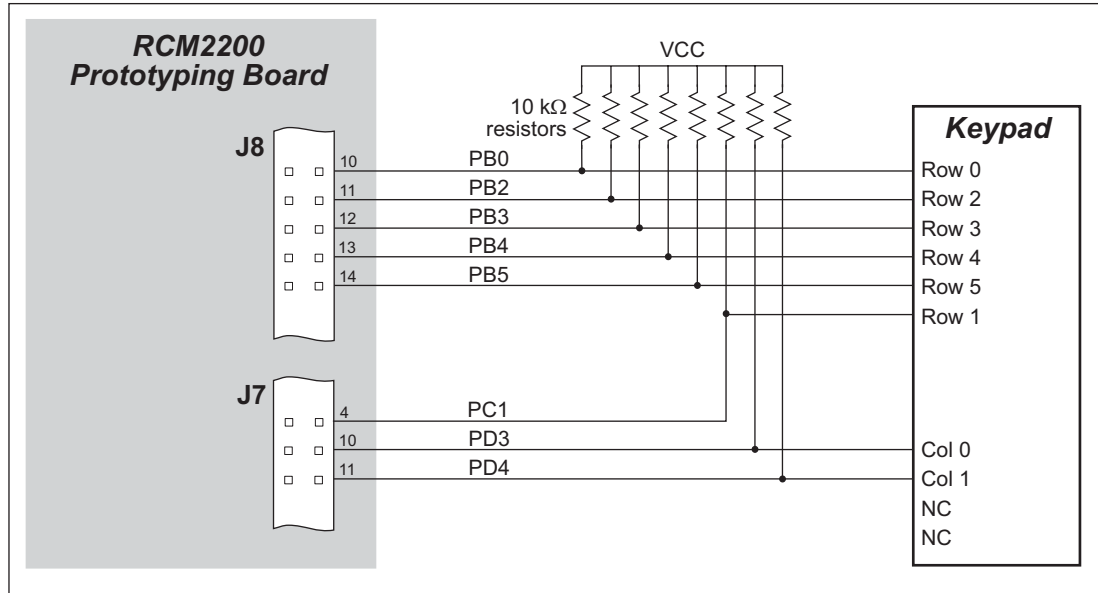 RCM2200
Prototyping Board
VCC
10 kΩ
resistors
Keypad
J8
10
PB0
Row 0
11
PB2
Row 2
12
PB3
Row 3
13
PB4
Row 4
14
PB5
Row 5
Row 1
J7
4
PC1
10
PD3
Col 0
11
PD4
Col 1
NC
NC